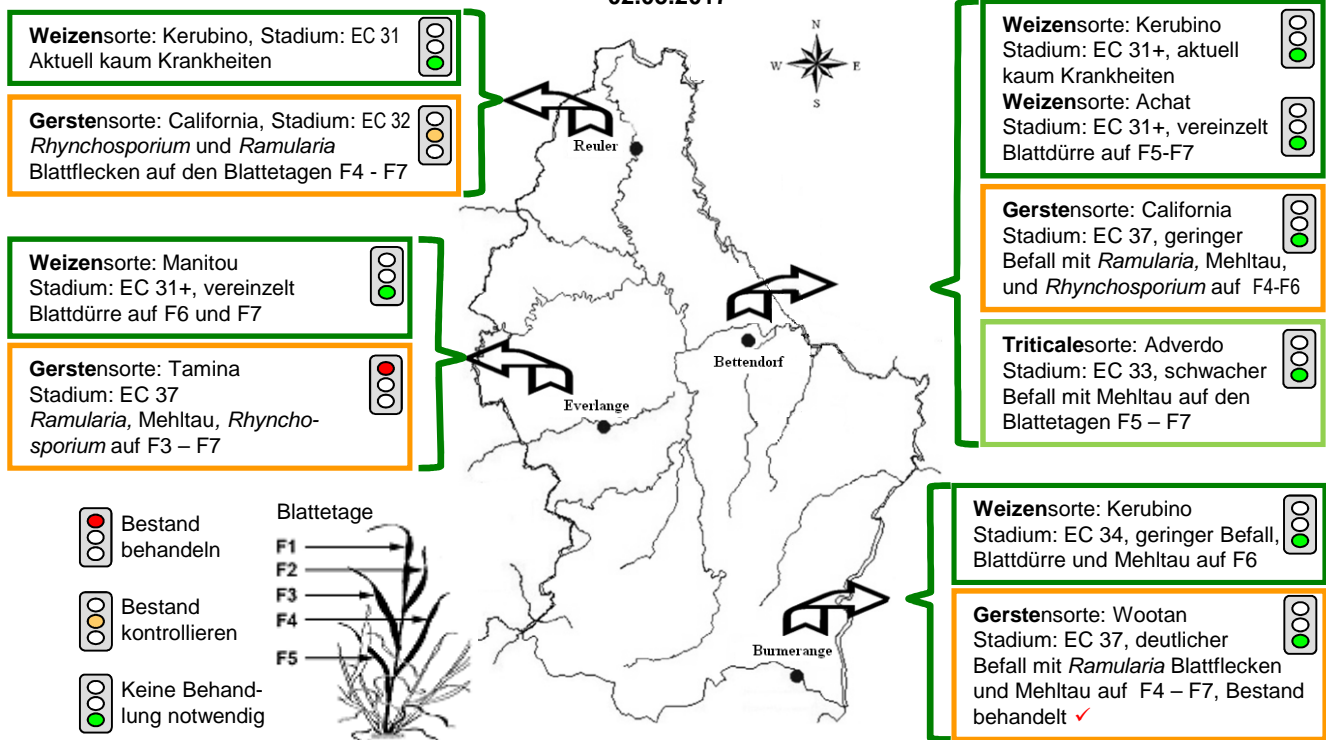 02.05.2017
Weizensorte: Kerubino, Stadium: EC 31
Aktuell kaum Krankheiten
Gerstensorte: California, Stadium: EC 32
Rhynchosporium und Ramularia
Blattflecken auf den Blattetagen F4 - F7
Weizensorte: Manitou
Stadium: EC 31+, vereinzelt
Blattdürre auf F6 und F7
Gerstensorte: Tamina
Stadium: EC 37
Ramularia, Mehltau, Rhyncho-
sporium auf F3 – F7
Bestand
behandeln
Bestand
kontrollieren
Keine Behand-
lung notwendig
Blattetage
F1
F2
F3
F4
F5
N
W
E
S
Reuler
Bettendorf
Everlange
Burmerange
Weizensorte: Kerubino
Stadium: EC 31+, aktuell
kaum Krankheiten
Weizensorte: Achat
Stadium: EC 31+, vereinzelt
Blattdürre auf F5-F7
Gerstensorte: California
Stadium: EC 37, geringer
Befall mit Ramularia, Mehltau,
und Rhynchosporium auf F4-F6
Triticalesorte: Adverdo
Stadium: EC 33, schwacher
Befall mit Mehltau auf den
Blattetagen F5 – F7
Weizensorte: Kerubino
Stadium: EC 34, geringer Befall,
Blattdürre und Mehltau auf F6
Gerstensorte: Wootan
Stadium: EC 37, deutlicher
Befall mit Ramularia Blattflecken
und Mehltau auf F4 – F7, Bestand
behandelt ✓